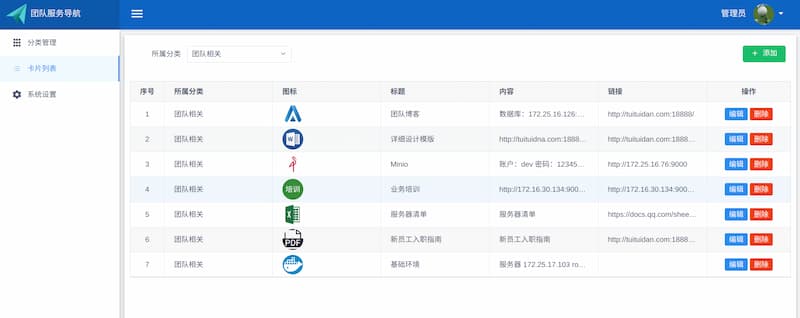 团队服务导航
管理员
分类管理
卡片列表
系统设置
所属分类 团队相关
+ 添加
序号 所属分类 图标 标题 内容 链接 操作
1 团队相关 团队博客 数据库：172.25.16.126:... http://tuituidan.com:18888/ 编辑 删除
2 团队相关 W 详细设计模版 http://tuituidna.com:1888... http://tuituidan.com:1888... 编辑 删除
3 团队相关 Minio 账户：dev 密码：12345... http://172.25.16.76:9000 编辑 删除
4 团队相关 培训 业务培训 http://172.16.30.134:900... http://172.16.30.134:900... 编辑 删除
5 团队相关 X 服务器清单 服务器清单 https://docs.qq.com/shee... 编辑 删除
6 团队相关 PDF 新员工入职指南 新员工入职指南 http://tuituidan.com:1888... 编辑 删除
7 团队相关 基础环境 服务器 172.25.17.103 ro... 编辑 删除